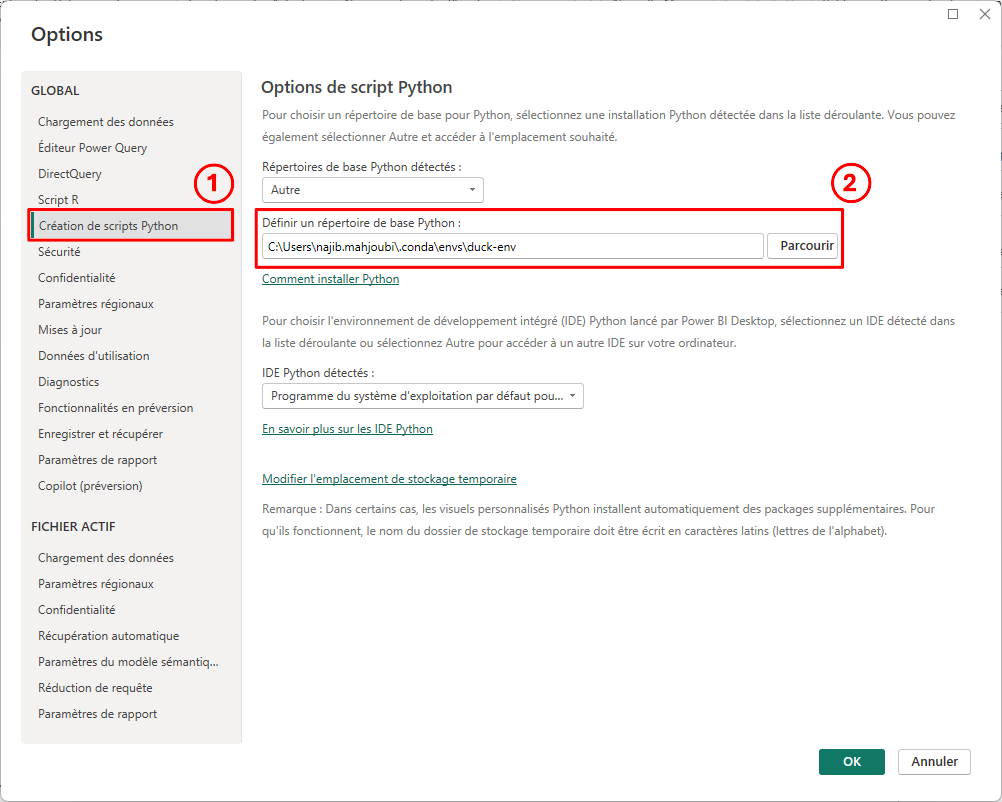 Options
GLOBAL
Chargement des données
Éditeur Power Query
DirectQuery
Script R
1
Création de scripts Python
Sécurité
Confidentialité
Paramètres régionaux
Mises à jour
Données d'utilisation
Diagnostics
Fonctionnalités en préversion
Enregistrer et récupérer
Paramètres de rapport
Copilot (préversion)
FICHIER ACTIF
Chargement des données
Paramètres régionaux
Confidentialité
Récupération automatique
Paramètres du modèle sémantiq...
Réduction de requête
Paramètres de rapport
Options de script Python
Pour choisir un répertoire de base pour Python, sélectionnez une installation Python détectée dans la liste déroulante. Vous pouvez
également sélectionner Autre et accéder à l'emplacement souhaité.
Répertoires de base Python détectés :
Autre
2
Définir un répertoire de base Python :
C:\Users\najib.mahjoubi\.conda\envs\duck-env
Parcourir
Comment installer Python
Pour choisir l'environnement de développement intégré (IDE) Python lancé par Power BI Desktop, sélectionnez un IDE détecté dans
la liste déroulante ou sélectionnez Autre pour accéder à un autre IDE sur votre ordinateur.
IDE Python détectés :
Programme du système d'exploitation par défaut pou...
En savoir plus sur les IDE Python
Modifier l'emplacement de stockage temporaire
Remarque : Dans certains cas, les visuels personnalisés Python installent automatiquement des packages supplémentaires. Pour
qu'ils fonctionnent, le nom du dossier de stockage temporaire doit être écrit en caractères latins (lettres de l'alphabet).
OK
Annuler